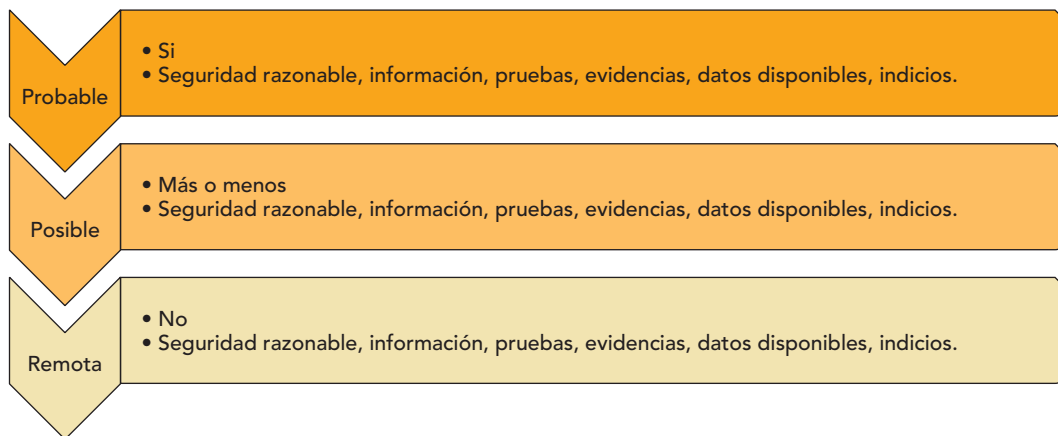 Probable
• Si
• Seguridad razonable, información, pruebas, evidencias, datos disponibles, indicios.
Posible
• Más o menos
• Seguridad razonable, información, pruebas, evidencias, datos disponibles, indicios.
Remota
• No
• Seguridad razonable, información, pruebas, evidencias, datos disponibles, indicios.